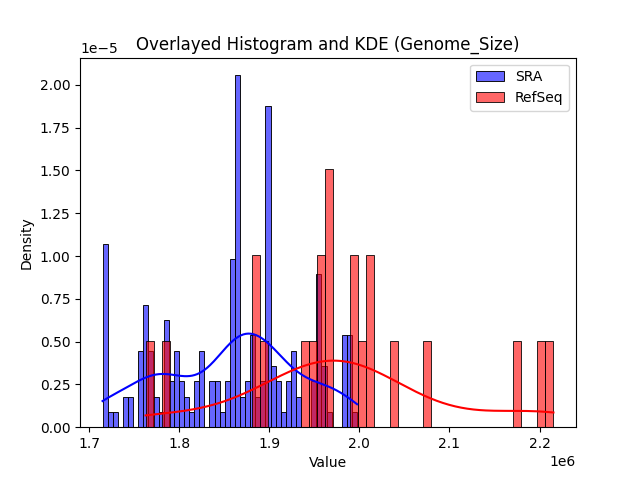 Overlayed Histogram and KDE (Genome_Size)
1e−5
SRA
RefSeq
2.00
1.75
1.50
1.25
1.00
0.75
0.50
0.25
0.00
Density
1.7 1.8 1.9 2.0 2.1 2.2
1e6
Value